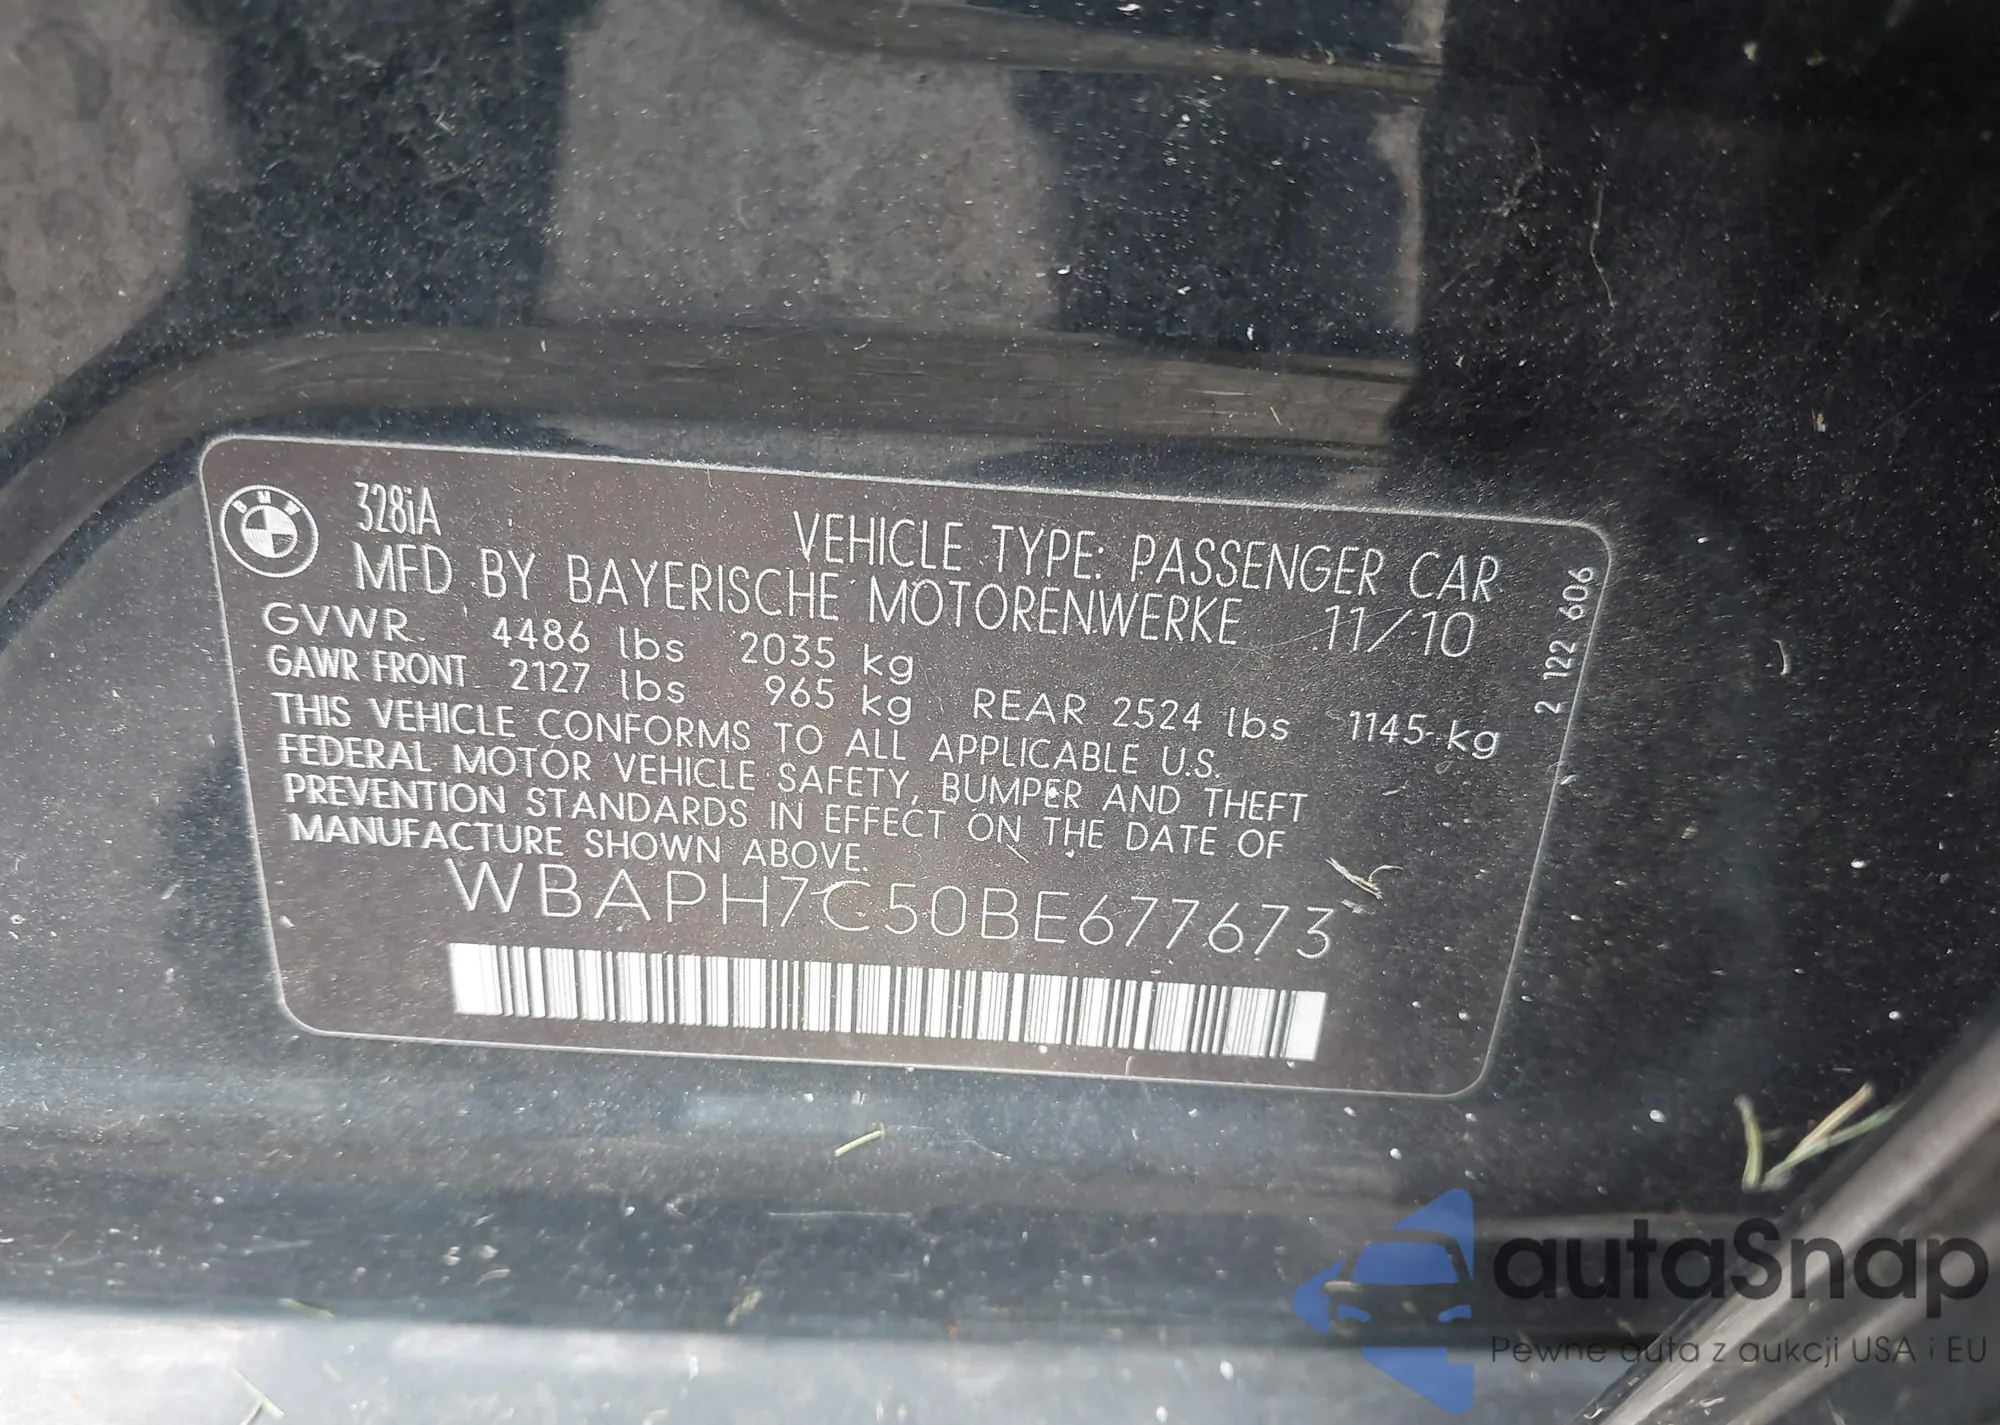 BMW
328iA
VEHICLE TYPE: PASSENGER CAR
MFD BY BAYERISCHE MOTORENWERKE 11/10
GVWR 4486 lbs 2035 kg
GAWR FRONT 2127 lbs 965 kg REAR 2524 lbs 1145 kg
THIS VEHICLE CONFORMS TO ALL APPLICABLE U.S.
FEDERAL MOTOR VEHICLE SAFETY, BUMPER AND THEFT
PREVENTION STANDARDS IN EFFECT ON THE DATE OF
MANUFACTURE SHOWN ABOVE.
WBAPH7C50BE677673
2 122 606
autaSnap
Pewne auta z aukcji USA i EU